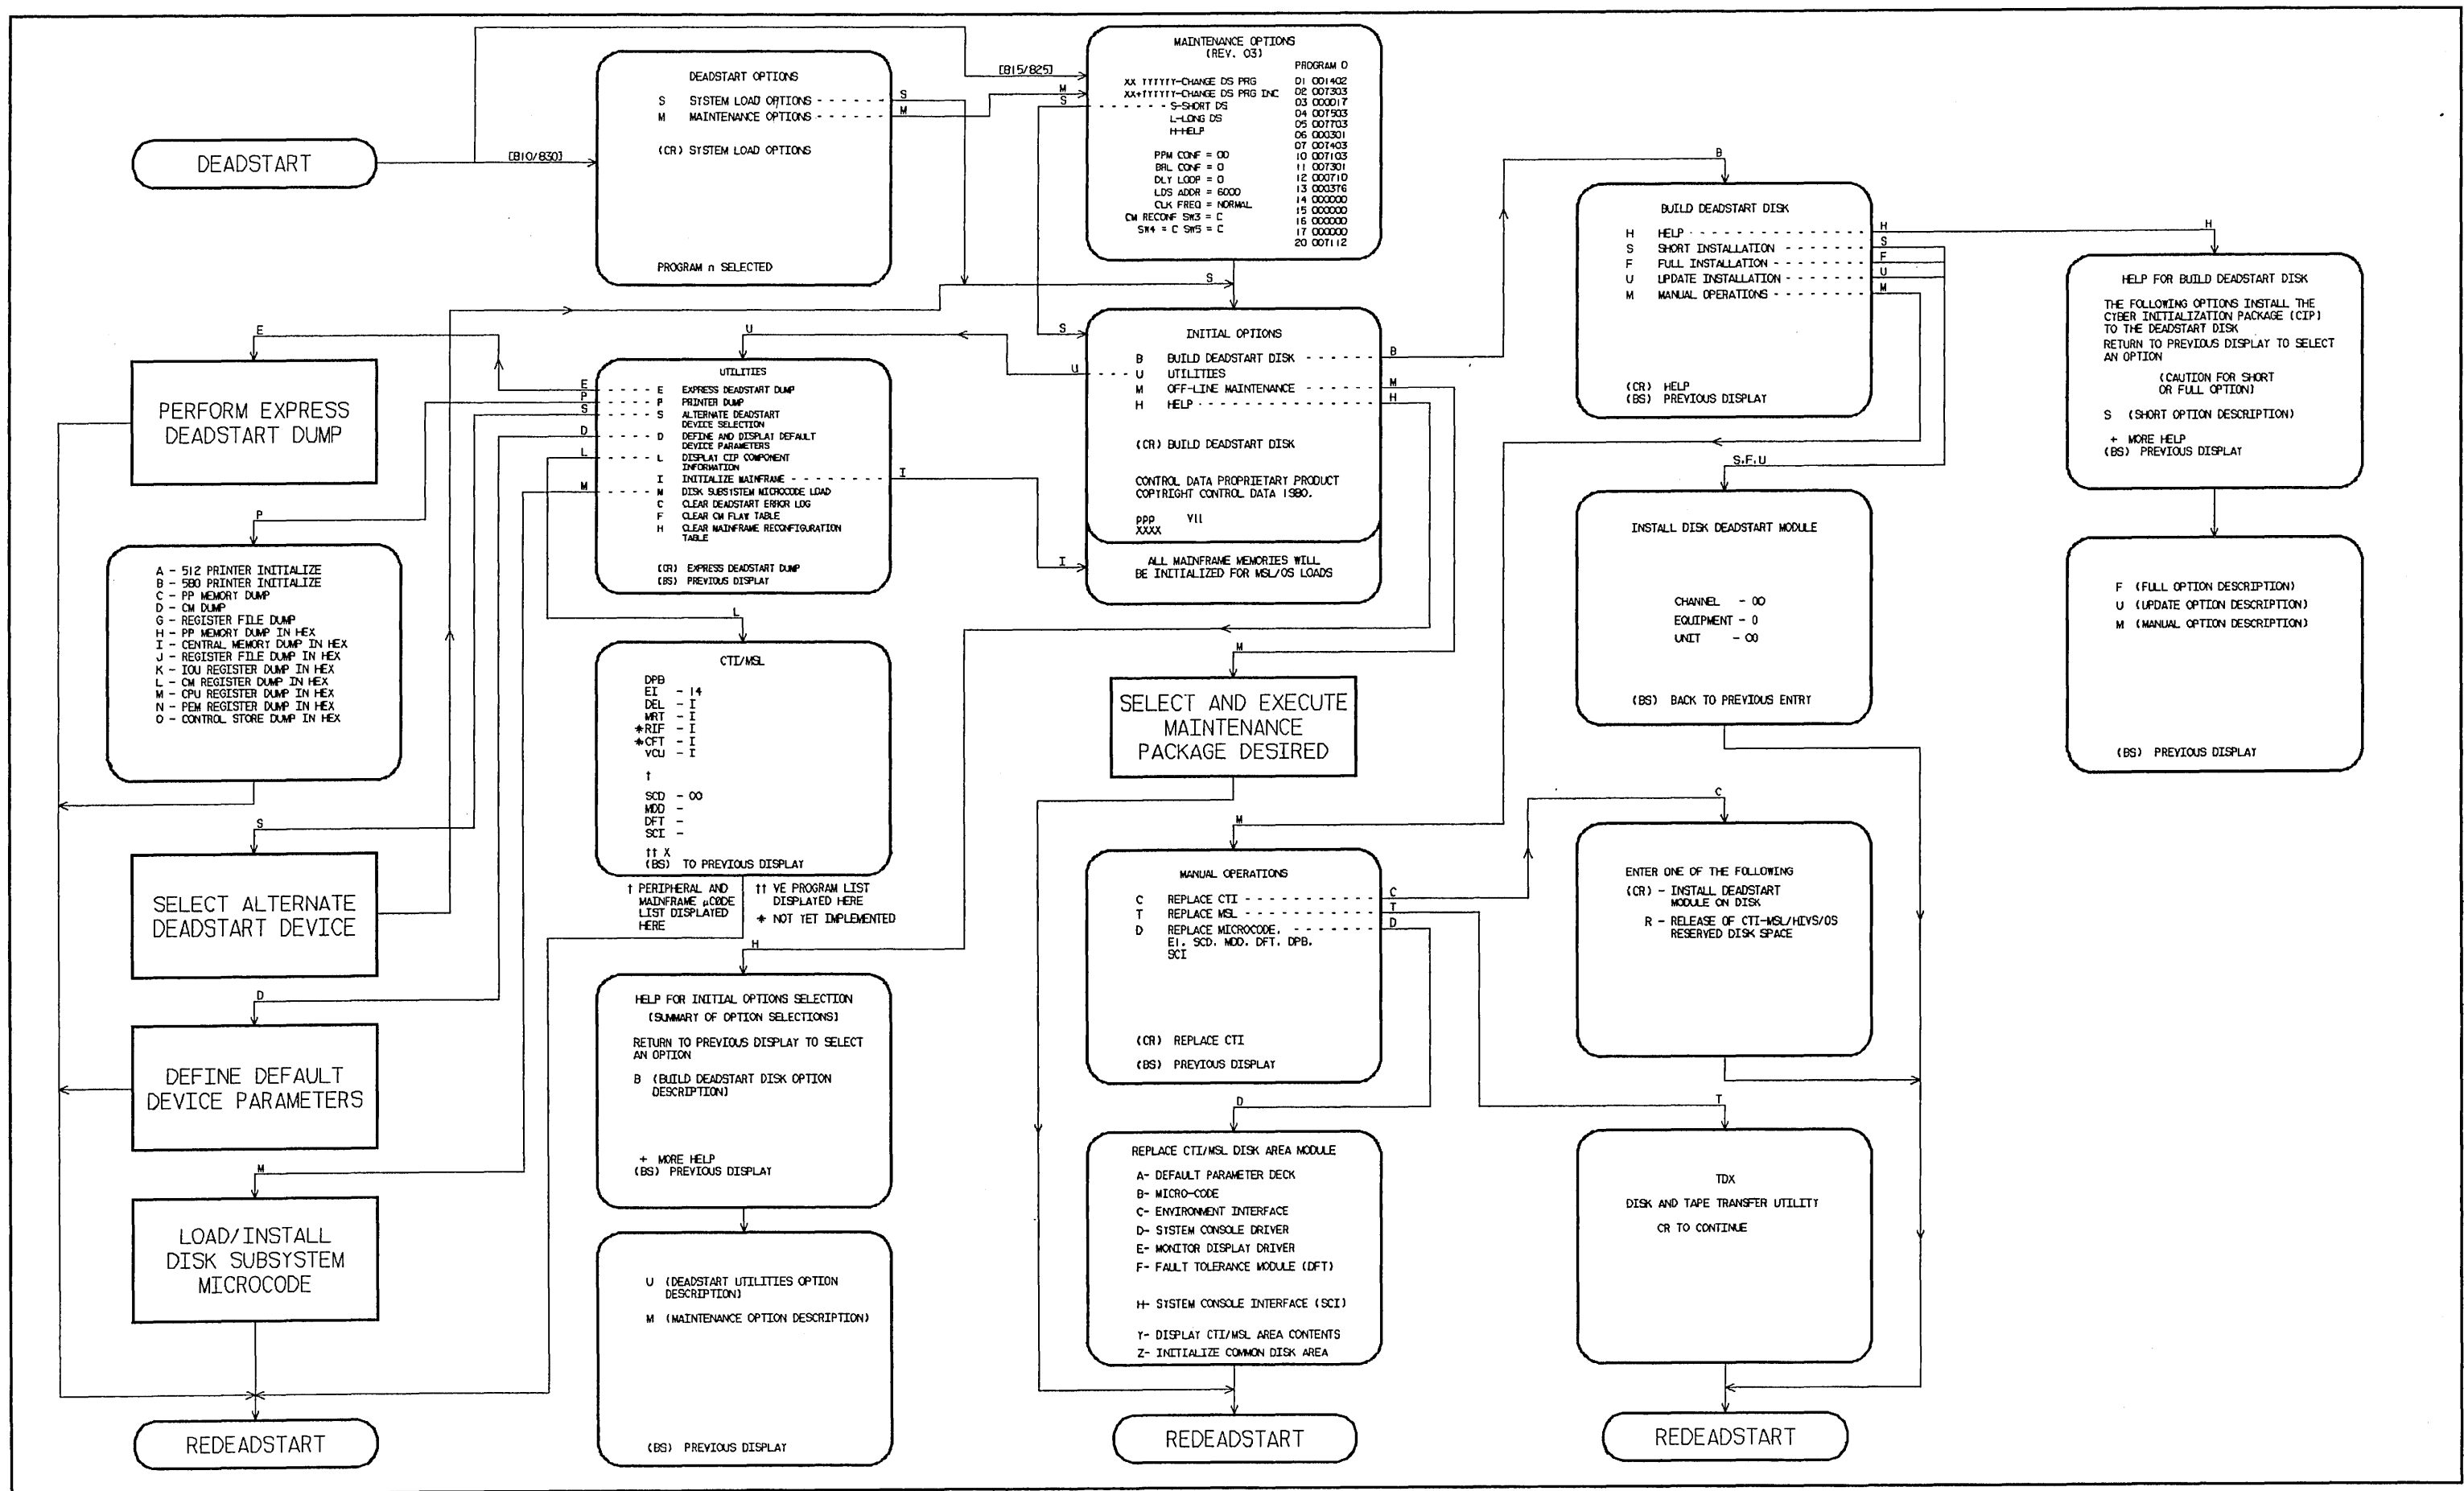 DEADSTART
[810/830]
[815/825]
DEADSTART OPTIONS
S SYSTEM LOAD OPTIONS - - - - - - S
M MAINTENANCE OPTIONS - - - - - - M
(CR) SYSTEM LOAD OPTIONS
PROGRAM n SELECTED
MAINTENANCE OPTIONS
(REV. 03)
PROGRAM 0
XX YYYYYY-CHANGE DS PRG
XX+YYYYYY-CHANGE DS PRG INC
S-SHORT DS
L-LONG DS
H-HELP
PPM CONF = 00
BRL CONF = 0
DLY LOOP = 0
LDS ADDR = 6000
CLK FREQ = NORMAL
CM RECONF SW3 = C
SW4 = C SW5 = C
01 001402
02 007303
03 000017
04 007503
05 007703
06 000301
07 007403
10 007103
11 007301
12 000710
13 000376
14 000000
15 000000
16 000000
17 000000
20 007112
M
S
S
S
INITIAL OPTIONS
B BUILD DEADSTART DISK - - - - - B
U - - - U UTILITIES
M OFF-LINE MAINTENANCE - - - - - M
H HELP - - - - - - - - - - H
(CR) BUILD DEADSTART DISK
CONTROL DATA PROPRIETARY PRODUCT
COPYRIGHT CONTROL DATA 1980.
PPP V11
XXXX
ALL MAINFRAME MEMORIES WILL
BE INITIALIZED FOR MSL/OS LOADS
I
U
UTILITIES
E - - - - - E EXPRESS DEADSTART DUMP
P - - - - - P PRINTER DUMP
S - - - - - S ALTERNATE DEADSTART
DEVICE SELECTION
D - - - - D DEFINE AND DISPLAY DEFAULT
DEVICE PARAMETERS
L - - - - L DISPLAY CIP COMPONENT
INFORMATION
I INITIALIZE MAINFRAME - - - - - - - I
M - - - - M DISK SUBSYSTEM MICROCODE LOAD
C CLEAR DEADSTART ERROR LOG
F CLEAR CM FLAW TABLE
H CLEAR MAINFRAME RECONFIGURATION
TABLE
(CR) EXPRESS DEADSTART DUMP
(BS) PREVIOUS DISPLAY
E
PERFORM EXPRESS
DEADSTART DUMP
P
A - 512 PRINTER INITIALIZE
B - 580 PRINTER INITIALIZE
C - PP MEMORY DUMP
D - CM DUMP
G - REGISTER FILE DUMP
H - PP MEMORY DUMP IN HEX
I - CENTRAL MEMORY DUMP IN HEX
J - REGISTER FILE DUMP IN HEX
K - IOU REGISTER DUMP IN HEX
L - CM REGISTER DUMP IN HEX
M - CPU REGISTER DUMP IN HEX
N - PEM REGISTER DUMP IN HEX
O - CONTROL STORE DUMP IN HEX
S
SELECT ALTERNATE
DEADSTART DEVICE
D
DEFINE DEFAULT
DEVICE PARAMETERS
M
LOAD/INSTALL
DISK SUBSYSTEM
MICROCODE
REDEADSTART
L
CTI/MSL
DPB
EI - 14
DEL - I
MRT - I
*RIF - I
*CFT - I
VCU - I
†
SCD - 00
MDD -
DFT -
SCI -
†† X
(BS) TO PREVIOUS DISPLAY
† PERIPHERAL AND
MAINFRAME µCODE
LIST DISPLAYED
HERE
†† VE PROGRAM LIST
DISPLAYED HERE
* NOT YET IMPLEMENTED
H
HELP FOR INITIAL OPTIONS SELECTION
[SUMMARY OF OPTION SELECTIONS]
RETURN TO PREVIOUS DISPLAY TO SELECT
AN OPTION
B (BUILD DEADSTART DISK OPTION
DESCRIPTION)
+ MORE HELP
(BS) PREVIOUS DISPLAY
U (DEADSTART UTILITIES OPTION
DESCRIPTION)
M (MAINTENANCE OPTION DESCRIPTION)
(BS) PREVIOUS DISPLAY
M
SELECT AND EXECUTE
MAINTENANCE
PACKAGE DESIRED
M
MANUAL OPERATIONS
C REPLACE CTI - - - - - - - - - C
T REPLACE MSL - - - - - - - - - T
D REPLACE MICROCODE, - - - - - - D
EI, SCD, MDD, DFT, DPB,
SCI
(CR) REPLACE CTI
(BS) PREVIOUS DISPLAY
D
REPLACE CTI/MSL DISK AREA MODULE
A- DEFAULT PARAMETER DECK
B- MICRO-CODE
C- ENVIRONMENT INTERFACE
D- SYSTEM CONSOLE DRIVER
E- MONITOR DISPLAY DRIVER
F- FAULT TOLERANCE MODULE (DFT)
H- SYSTEM CONSOLE INTERFACE (SCI)
Y- DISPLAY CTI/MSL AREA CONTENTS
Z- INITIALIZE COMMON DISK AREA
REDEADSTART
B
BUILD DEADSTART DISK
H HELP - - - - - - - - - - - H
S SHORT INSTALLATION - - - - - - S
F FULL INSTALLATION - - - - - - F
U UPDATE INSTALLATION - - - - - - U
M MANUAL OPERATIONS - - - - - - M
(CR) HELP
(BS) PREVIOUS DISPLAY
S,F,U
INSTALL DISK DEADSTART MODULE
CHANNEL - 00
EQUIPMENT - 0
UNIT - 00
(BS) BACK TO PREVIOUS ENTRY
C
ENTER ONE OF THE FOLLOWING
(CR) - INSTALL DEADSTART
MODULE ON DISK
R - RELEASE OF CTI-MSL/HIVS/OS
RESERVED DISK SPACE
T
TDX
DISK AND TAPE TRANSFER UTILITY
CR TO CONTINUE
REDEADSTART
H
HELP FOR BUILD DEADSTART DISK
THE FOLLOWING OPTIONS INSTALL THE
CYBER INITIALIZATION PACKAGE (CIP)
TO THE DEADSTART DISK
RETURN TO PREVIOUS DISPLAY TO SELECT
AN OPTION
(CAUTION FOR SHORT
OR FULL OPTION)
S (SHORT OPTION DESCRIPTION)
+ MORE HELP
(BS) PREVIOUS DISPLAY
F (FULL OPTION DESCRIPTION)
U (UPDATE OPTION DESCRIPTION)
M (MANUAL OPTION DESCRIPTION)
(BS) PREVIOUS DISPLAY